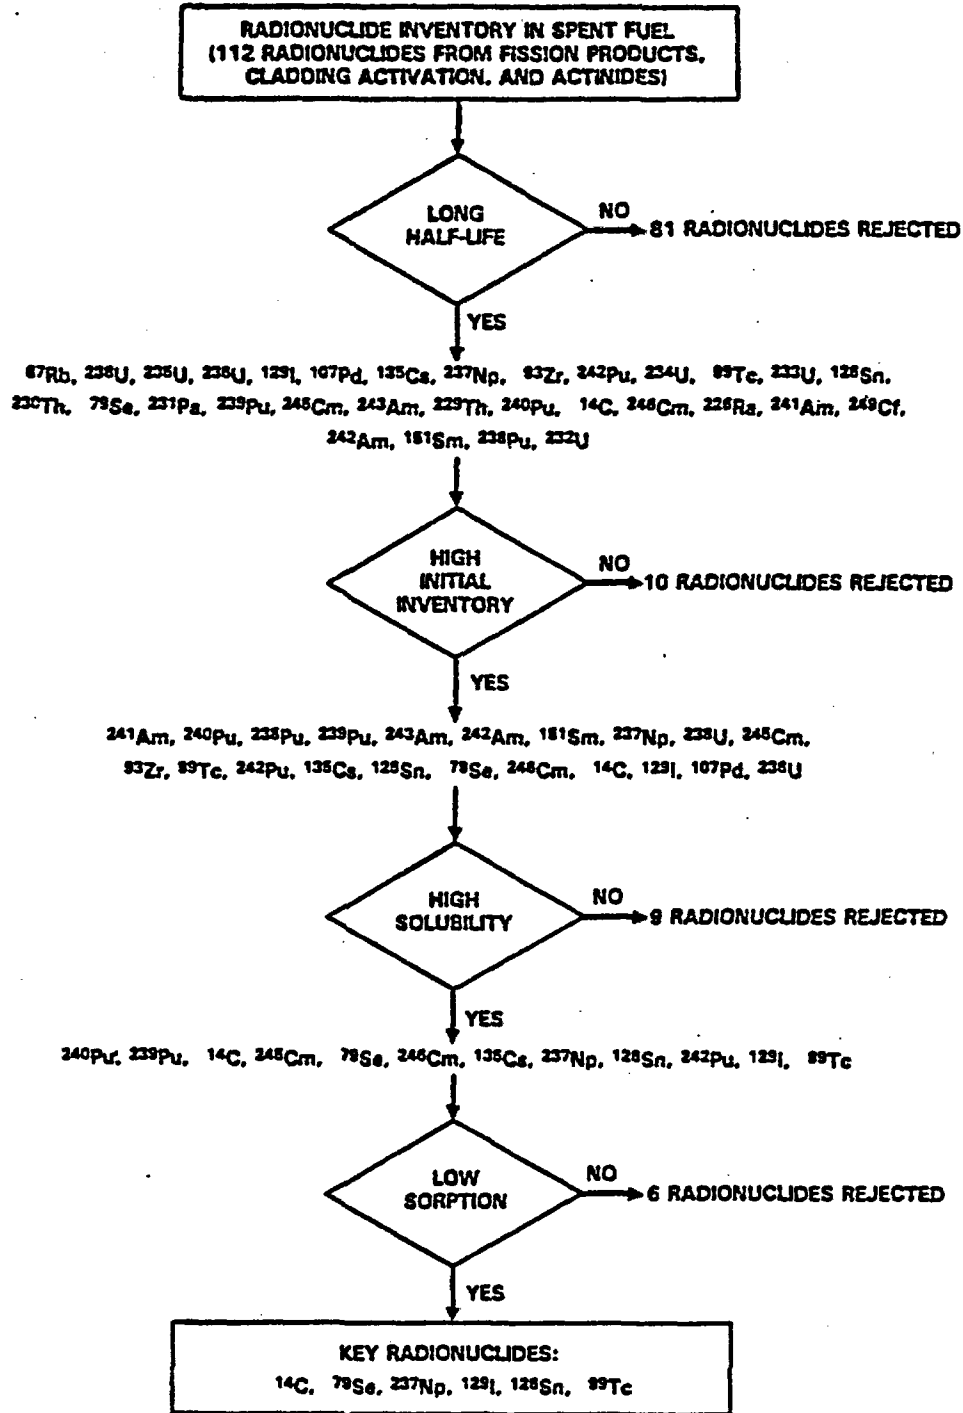 RADIONUCLIDE INVENTORY IN SPENT FUEL
(112 RADIONUCLIDES FROM FISSION PRODUCTS,
CLADDING ACTIVATION, AND ACTINIDES)
LONG
HALF-LIFE
NO
81 RADIONUCLIDES REJECTED
YES
⁸⁷Rb, ²³⁸U, ²³⁵U, ²³⁶U, ¹²⁹I, ¹⁰⁷Pd, ¹³⁵Cs, ²³⁷Np, ⁹³Zr, ²⁴²Pu, ²³⁴U, ⁹⁹Tc, ²³³U, ¹²⁶Sn,
²³⁰Th, ⁷⁹Se, ²³¹Pa, ²³⁹Pu, ²⁴⁵Cm, ²⁴³Am, ²²⁹Th, ²⁴⁰Pu, ¹⁴C, ²⁴⁶Cm, ²²⁶Ra, ²⁴¹Am, ²⁴⁹Cf,
²⁴²Am, ¹⁵¹Sm, ²³⁸Pu, ²³²U
HIGH
INITIAL
INVENTORY
NO
10 RADIONUCLIDES REJECTED
YES
²⁴¹Am, ²⁴⁰Pu, ²³⁸Pu, ²³⁹Pu, ²⁴³Am, ²⁴²Am, ¹⁵¹Sm, ²³⁷Np, ²³⁸U, ²⁴⁵Cm,
⁹³Zr, ⁹⁹Tc, ²⁴²Pu, ¹³⁵Cs, ¹²⁶Sn, ⁷⁹Se, ²⁴⁶Cm, ¹⁴C, ¹²⁹I, ¹⁰⁷Pd, ²³⁶U
HIGH
SOLUBILITY
NO
9 RADIONUCLIDES REJECTED
YES
²⁴⁰Pu, ²³⁹Pu, ¹⁴C, ²⁴⁵Cm, ⁷⁹Se, ²⁴⁶Cm, ¹³⁵Cs, ²³⁷Np, ¹²⁶Sn, ²⁴²Pu, ¹²⁹I, ⁹⁹Tc
LOW
SORPTION
NO
6 RADIONUCLIDES REJECTED
YES
KEY RADIONUCLIDES:
¹⁴C, ⁷⁹Se, ²³⁷Np, ¹²⁹I, ¹²⁶Sn, ⁹⁹Tc